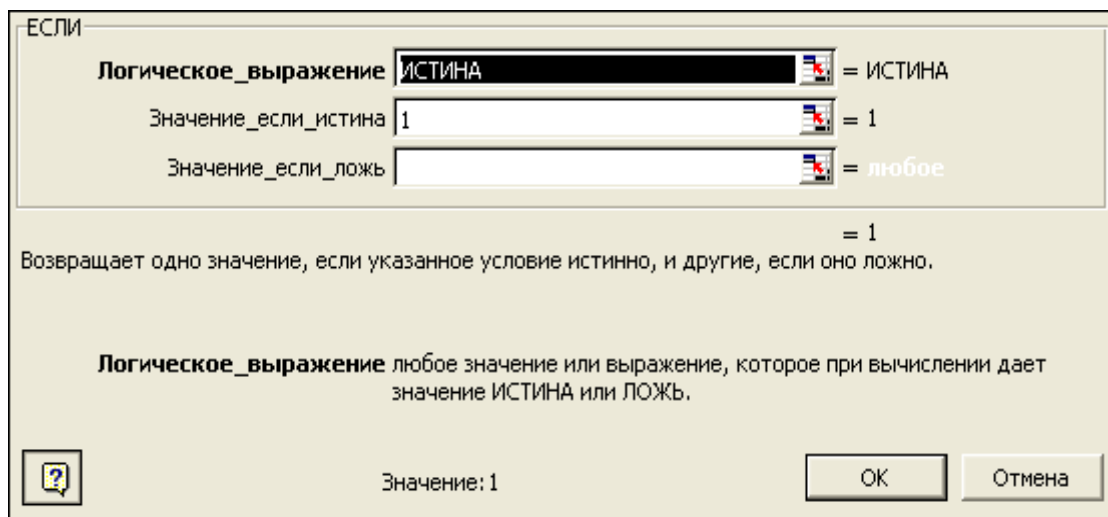 ЕСЛИ
Логическое_выражение ИСТИНА = ИСТИНА
Значение_если_истина 1 = 1
Значение_если_ложь = любое
= 1
Возвращает одно значение, если указанное условие истинно, и другие, если оно ложно.
Логическое_выражение любое значение или выражение, которое при вычислении дает
значение ИСТИНА или ЛОЖЬ.
Значение:1
OK
Отмена